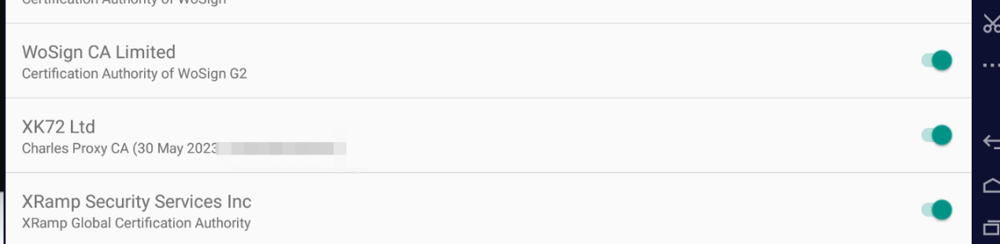 Certification Authority of WoSign
WoSign CA Limited
Certification Authority of WoSign G2
XK72 Ltd
Charles Proxy CA (30 May 2023
XRamp Security Services Inc
XRamp Global Certification Authority